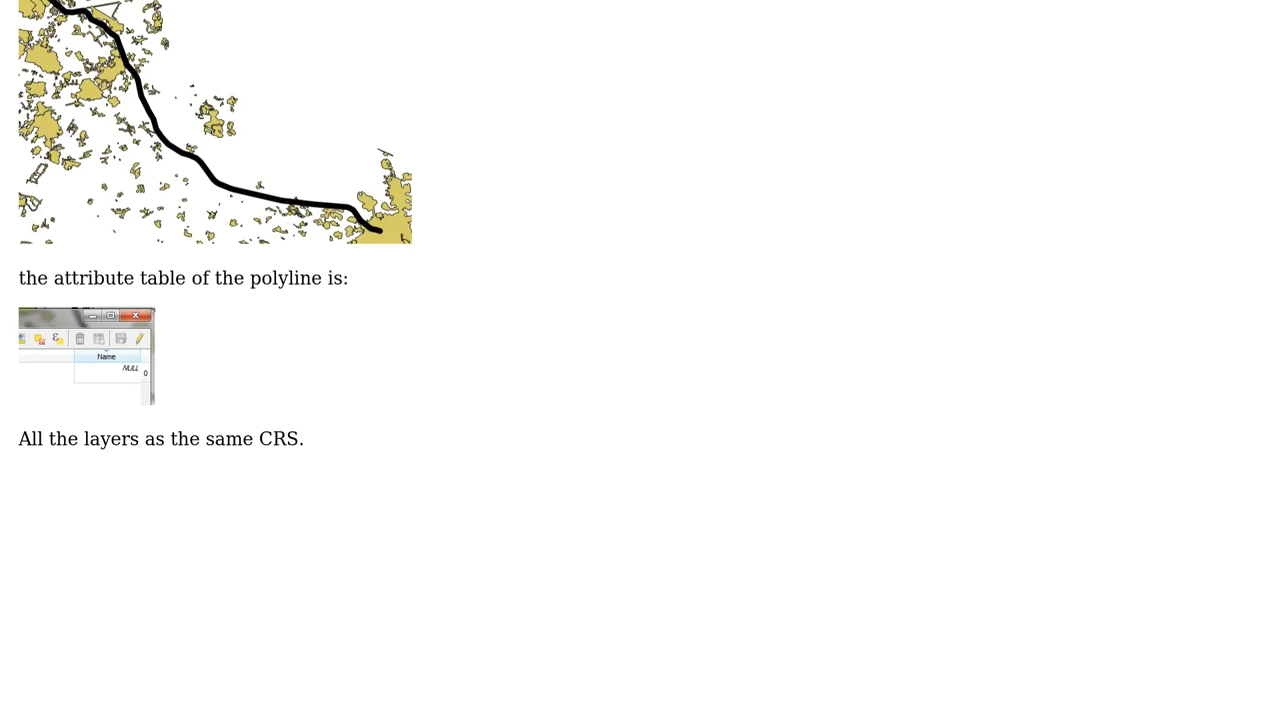 the attribute table of the polyline is:
Name
NULL
0
All the layers as the same CRS.